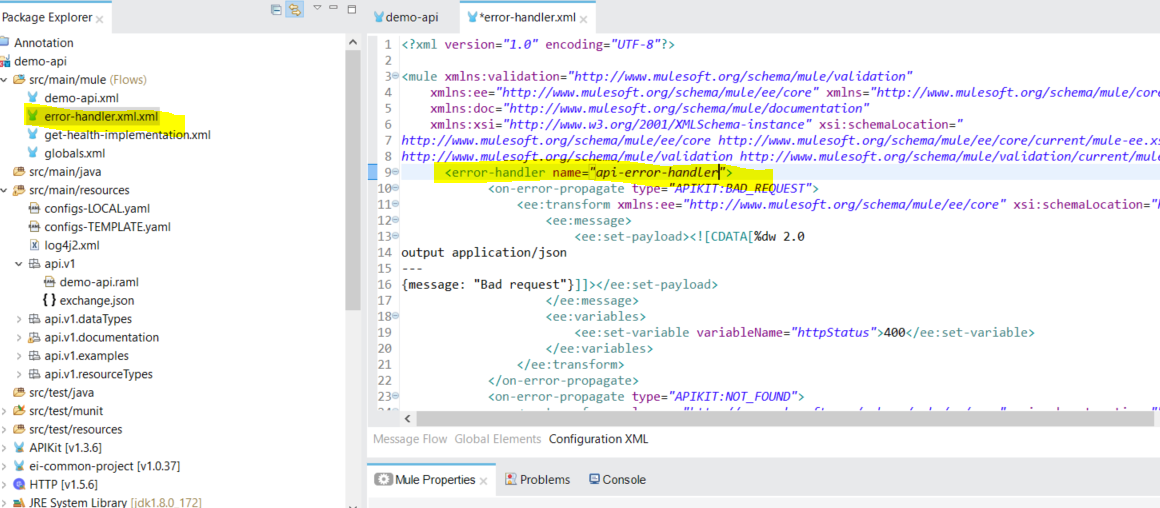 Package Explorer
Annotation
demo-api
src/main/mule (Flows)
demo-api.xml
error-handler.xml.xml
get-health-implementation.xml
globals.xml
src/main/java
src/main/resources
configs-LOCAL.yaml
configs-TEMPLATE.yaml
log4j2.xml
api.v1
demo-api.raml
{ } exchange.json
api.v1.dataTypes
api.v1.documentation
api.v1.examples
api.v1.resourceTypes
src/test/java
src/test/munit
src/test/resources
APIKit [v1.3.6]
ei-common-project [v1.0.37]
HTTP [v1.5.6]
JRE System Library [jdk1.8.0_172]
demo-api
*error-handler.xml
1 <?xml version="1.0" encoding="UTF-8"?>
2
3 <mule xmlns:validation="http://www.mulesoft.org/schema/mule/validation"
4 xmlns:ee="http://www.mulesoft.org/schema/mule/ee/core" xmlns="http://www.mulesoft.org/schema/mule/core
5 xmlns:doc="http://www.mulesoft.org/schema/mule/documentation"
6 xmlns:xsi="http://www.w3.org/2001/XMLSchema-instance" xsi:schemaLocation="
7 http://www.mulesoft.org/schema/mule/ee/core http://www.mulesoft.org/schema/mule/ee/core/current/mule-ee.xs
8 http://www.mulesoft.org/schema/mule/validation http://www.mulesoft.org/schema/mule/validation/current/mule
9 <error-handler name="api-error-handler">
10 <on-error-propagate type="APIKIT:BAD_REQUEST">
11 <ee:transform xmlns:ee="http://www.mulesoft.org/schema/mule/ee/core" xsi:schemaLocation="h
12 <ee:message>
13 <ee:set-payload><![CDATA[%dw 2.0
14 output application/json
15 ---
16 {message: "Bad request"}]]></ee:set-payload>
17 </ee:message>
18 <ee:variables>
19 <ee:set-variable variableName="httpStatus">400</ee:set-variable>
20 </ee:variables>
21 </ee:transform>
22 </on-error-propagate>
23 <on-error-propagate type="APIKIT:NOT_FOUND">
Message Flow Global Elements Configuration XML
Mule Properties Problems Console